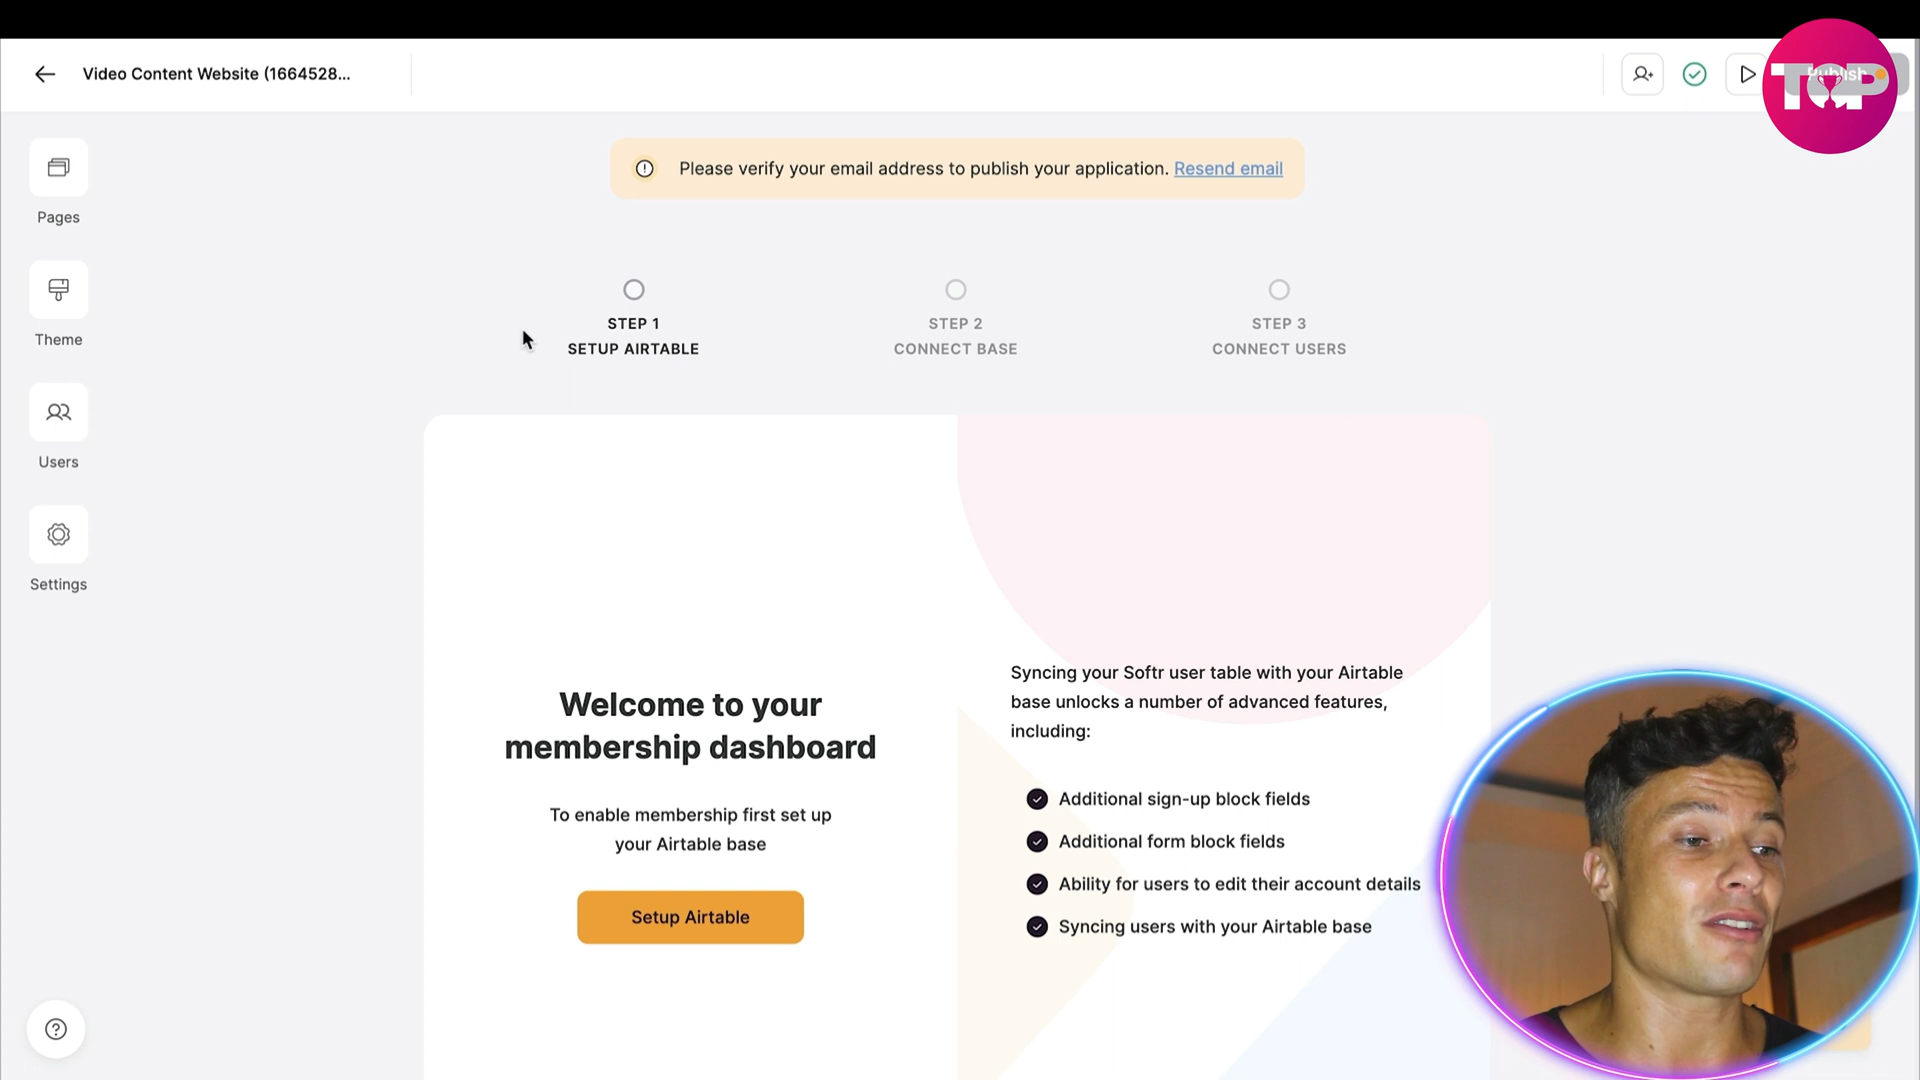 Video Content Website (1664528...
Publish
TOP
Please verify your email address to publish your application. Resend email
Pages
Theme
Users
Settings
STEP 1
SETUP AIRTABLE
STEP 2
CONNECT BASE
STEP 3
CONNECT USERS
Welcome to your
membership dashboard
To enable membership first set up
your Airtable base
Setup Airtable
Syncing your Softr user table with your Airtable
base unlocks a number of advanced features,
including:
Additional sign-up block fields
Additional form block fields
Ability for users to edit their account details
Syncing users with your Airtable base